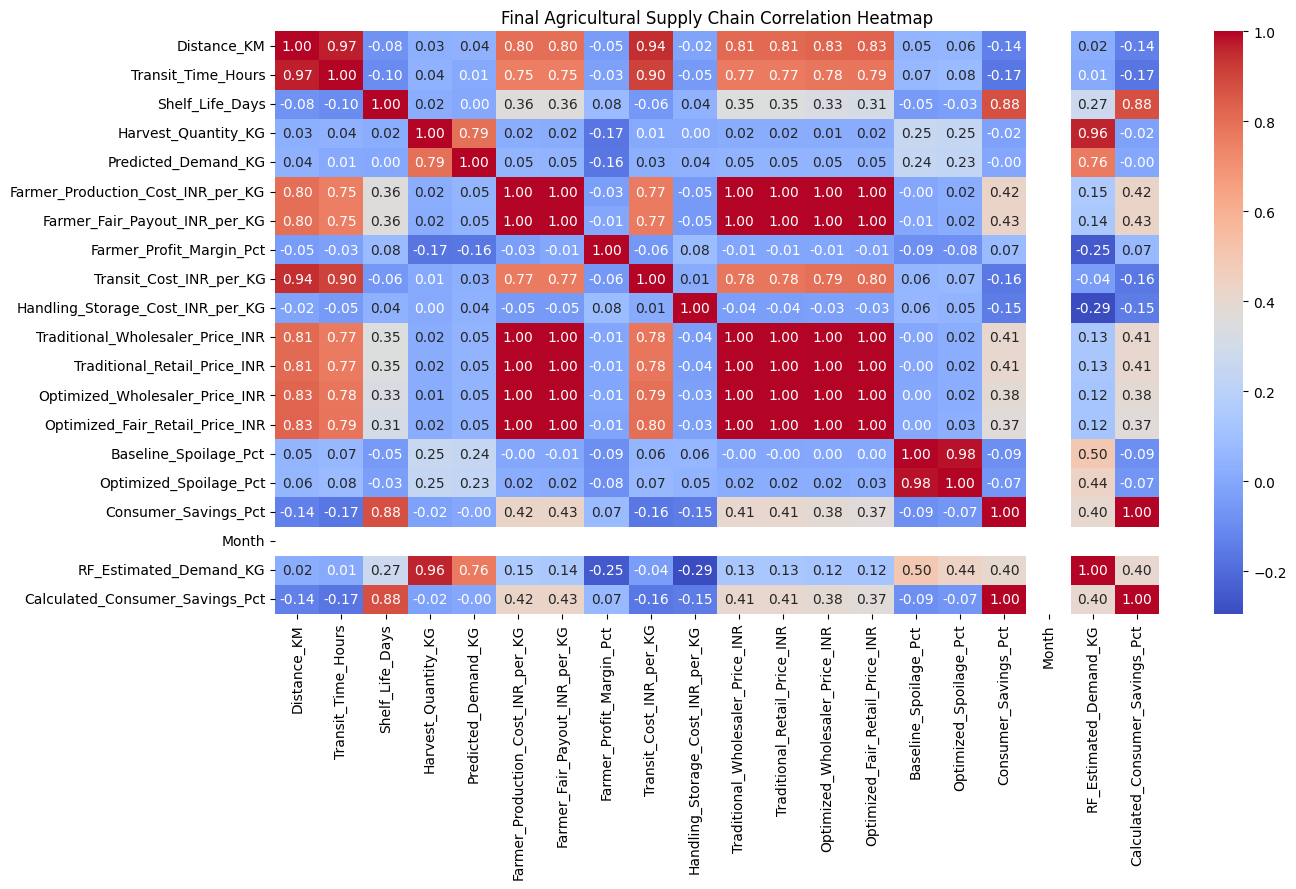 Final Agricultural Supply Chain Correlation Heatmap
Distance_KM 1.00 0.97 -0.08 0.03 0.04 0.80 0.80 -0.05 0.94 -0.02 0.81 0.81 0.83 0.83 0.05 0.06 -0.14 0.02 -0.14
Transit_Time_Hours 0.97 1.00 -0.10 0.04 0.01 0.75 0.75 -0.03 0.90 -0.05 0.77 0.77 0.78 0.79 0.07 0.08 -0.17 0.01 -0.17
Shelf_Life_Days -0.08 -0.10 1.00 0.02 0.00 0.36 0.36 0.08 -0.06 0.04 0.35 0.35 0.33 0.31 -0.05 -0.03 0.88 0.27 0.88
Harvest_Quantity_KG 0.03 0.04 0.02 1.00 0.79 0.02 0.02 -0.17 0.01 0.00 0.02 0.02 0.01 0.02 0.25 0.25 -0.02 0.96 -0.02
Predicted_Demand_KG 0.04 0.01 0.00 0.79 1.00 0.05 0.05 -0.16 0.03 0.04 0.05 0.05 0.05 0.05 0.24 0.23 -0.00 0.76 -0.00
Farmer_Production_Cost_INR_per_KG 0.80 0.75 0.36 0.02 0.05 1.00 1.00 -0.03 0.77 -0.05 1.00 1.00 1.00 1.00 -0.00 0.02 0.42 0.15 0.42
Farmer_Fair_Payout_INR_per_KG 0.80 0.75 0.36 0.02 0.05 1.00 1.00 -0.01 0.77 -0.05 1.00 1.00 1.00 1.00 -0.01 0.02 0.43 0.14 0.43
Farmer_Profit_Margin_Pct -0.05 -0.03 0.08 -0.17 -0.16 -0.03 -0.01 1.00 -0.06 0.08 -0.01 -0.01 -0.01 -0.01 -0.09 -0.08 0.07 -0.25 0.07
Transit_Cost_INR_per_KG 0.94 0.90 -0.06 0.01 0.03 0.77 0.77 -0.06 1.00 0.01 0.78 0.78 0.79 0.80 0.06 0.07 -0.16 -0.04 -0.16
Handling_Storage_Cost_INR_per_KG -0.02 -0.05 0.04 0.00 0.04 -0.05 -0.05 0.08 0.01 1.00 -0.04 -0.04 -0.03 -0.03 0.06 0.05 -0.15 -0.29 -0.15
Traditional_Wholesaler_Price_INR 0.81 0.77 0.35 0.02 0.05 1.00 1.00 -0.01 0.78 -0.04 1.00 1.00 1.00 1.00 -0.00 0.02 0.41 0.13 0.41
Traditional_Retail_Price_INR 0.81 0.77 0.35 0.02 0.05 1.00 1.00 -0.01 0.78 -0.04 1.00 1.00 1.00 1.00 -0.00 0.02 0.41 0.13 0.41
Optimized_Wholesaler_Price_INR 0.83 0.78 0.33 0.01 0.05 1.00 1.00 -0.01 0.79 -0.03 1.00 1.00 1.00 1.00 0.00 0.02 0.38 0.12 0.38
Optimized_Fair_Retail_Price_INR 0.83 0.79 0.31 0.02 0.05 1.00 1.00 -0.01 0.80 -0.03 1.00 1.00 1.00 1.00 0.00 0.03 0.37 0.12 0.37
Baseline_Spoilage_Pct 0.05 0.07 -0.05 0.25 0.24 -0.00 -0.01 -0.09 0.06 0.06 -0.00 -0.00 0.00 0.00 1.00 0.98 -0.09 0.50 -0.09
Optimized_Spoilage_Pct 0.06 0.08 -0.03 0.25 0.23 0.02 0.02 -0.08 0.07 0.05 0.02 0.02 0.02 0.03 0.98 1.00 -0.07 0.44 -0.07
Consumer_Savings_Pct -0.14 -0.17 0.88 -0.02 -0.00 0.42 0.43 0.07 -0.16 -0.15 0.41 0.41 0.38 0.37 -0.09 -0.07 1.00 0.40 1.00
Month
RF_Estimated_Demand_KG 0.02 0.01 0.27 0.96 0.76 0.15 0.14 -0.25 -0.04 -0.29 0.13 0.13 0.12 0.12 0.50 0.44 0.40 1.00 0.40
Calculated_Consumer_Savings_Pct -0.14 -0.17 0.88 -0.02 -0.00 0.42 0.43 0.07 -0.16 -0.15 0.41 0.41 0.38 0.37 -0.09 -0.07 1.00 0.40 1.00
Distance_KM
Transit_Time_Hours
Shelf_Life_Days
Harvest_Quantity_KG
Predicted_Demand_KG
Farmer_Production_Cost_INR_per_KG
Farmer_Fair_Payout_INR_per_KG
Farmer_Profit_Margin_Pct
Transit_Cost_INR_per_KG
Handling_Storage_Cost_INR_per_KG
Traditional_Wholesaler_Price_INR
Traditional_Retail_Price_INR
Optimized_Wholesaler_Price_INR
Optimized_Fair_Retail_Price_INR
Baseline_Spoilage_Pct
Optimized_Spoilage_Pct
Consumer_Savings_Pct
Month
RF_Estimated_Demand_KG
Calculated_Consumer_Savings_Pct
1.0
0.8
0.6
0.4
0.2
0.0
−0.2